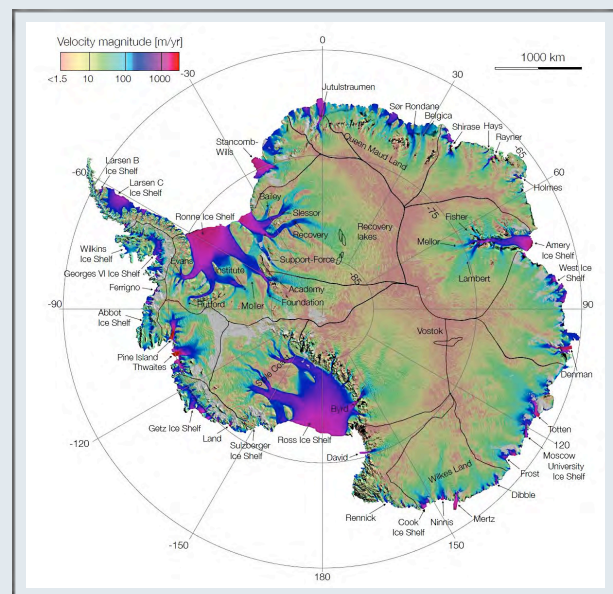 Velocity magnitude [m/yr]
<1.5 10 100 1000
1000 km
0
30
60
90
120
150
180
-150
-120
-90
-60
-30
-65
-75
-85
Jutulstraumen
Sør Rondane
Belgica
Shirase
Hays
Rayner
Queen Maud Land
Stancomb-
Wills
Larsen B
Ice Shelf
Larsen C
Ice Shelf
Ronne Ice Shelf
Bailey
Slessor
Recovery
Recovery
lakes
Support-Force
Fisher
Mellor
Lambert
Holmes
Amery
Ice Shelf
West Ice
Shelf
Wilkins
Ice Shelf
Georges VI Ice Shelf
Ferrigno
Evans
Institute
Rutford
Moller
Academy
Foundation
Abbot
Ice Shelf
Pine Island
Thwaites
Vostok
Denman
Getz Ice Shelf
Land
Sulzberger
Ice Shelf
Siple Coast
Ross Ice Shelf
Byrd
David
Totten
Moscow
University
Ice Shelf
Wilkes Land
Frost
Dibble
Rennick
Cook
Ice Shelf
Ninnis
Mertz